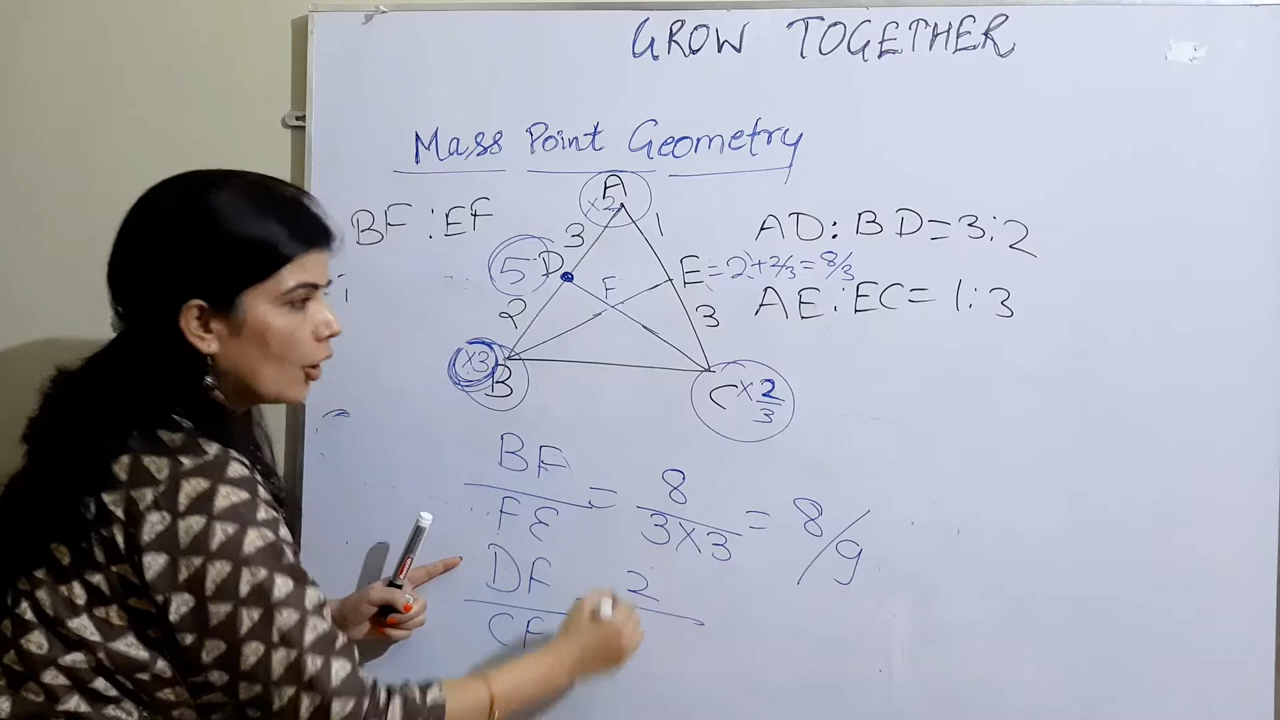 GROW TOGETHER
Mass Point Geometry
BF : EF
A
×2
3
1
AD : BD = 3 : 2
5
D
F
E = 2 + 2/3 = 8/3
2
3
AE : EC = 1 : 3
×3
B
C × 2/3
BF/FE = 8/3×3 = 8/9
DF/CF 2